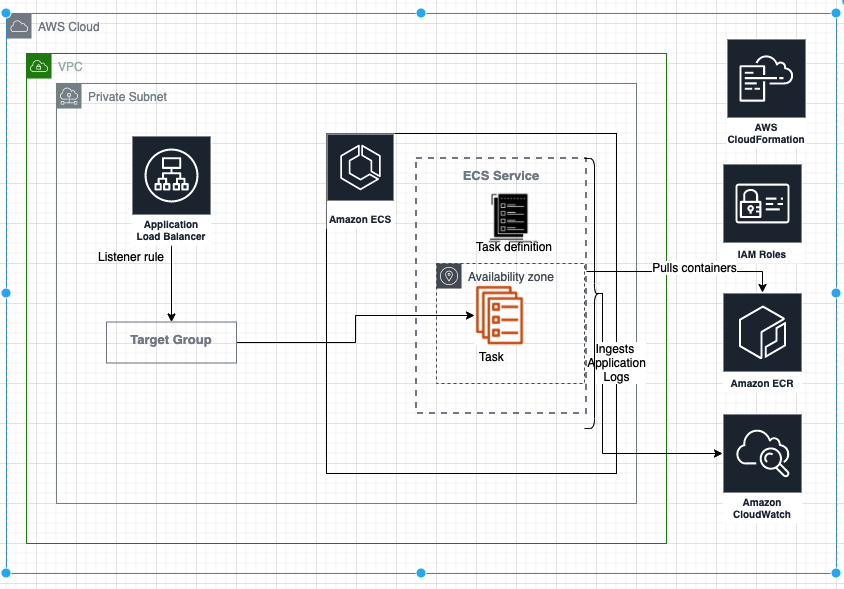 AWS Cloud
VPC
Private Subnet
Application
Load Balancer
Listener rule
Target Group
Amazon ECS
ECS Service
Task definition
Availability zone
Task
Pulls containers
Ingests
Application
Logs
AWS
CloudFormation
IAM Roles
Amazon ECR
Amazon
CloudWatch